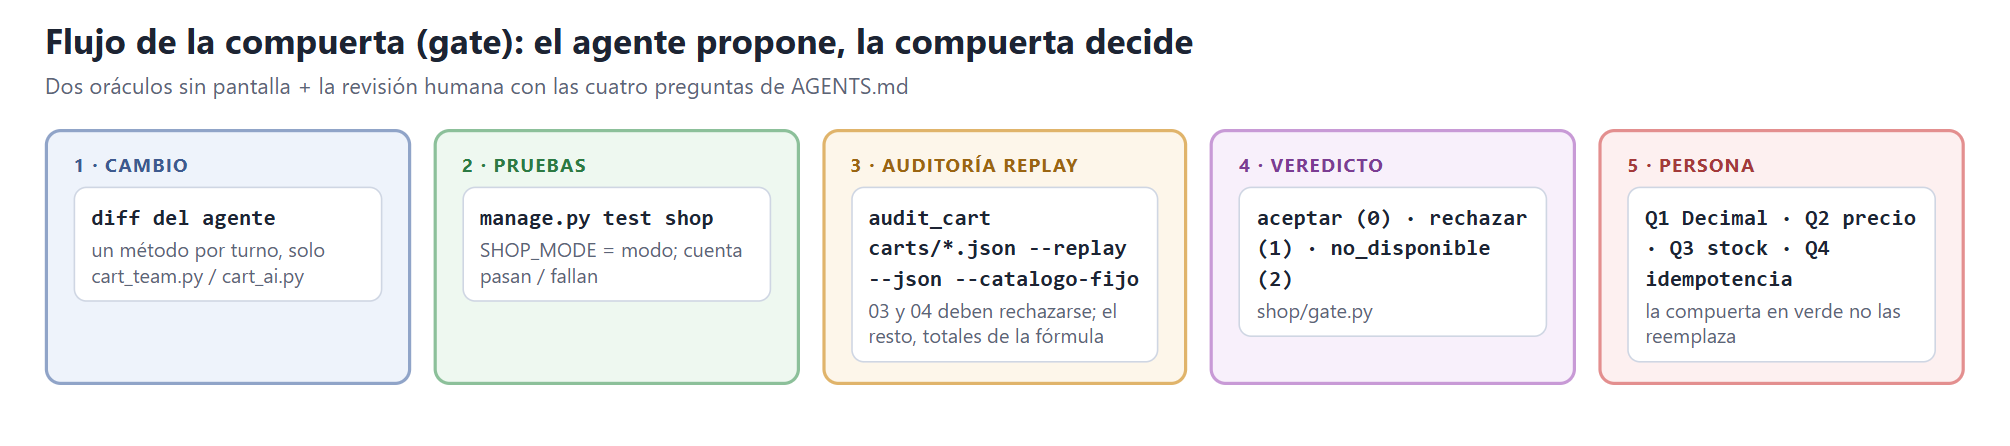 Flujo de la compuerta (gate): el agente propone, la compuerta decide
Dos oráculos sin pantalla + la revisión humana con las cuatro preguntas de AGENTS.md
1 · CAMBIO
diff del agente
un método por turno, solo
cart_team.py / cart_ai.py
2 · PRUEBAS
manage.py test shop
SHOP_MODE = modo; cuenta
pasan / fallan
3 · AUDITORÍA REPLAY
audit_cart
carts/*.json --replay
--json --catalogo-fijo
03 y 04 deben rechazarse; el
resto, totales de la fórmula
4 · VEREDICTO
aceptar (0) · rechazar
(1) · no_disponible
(2)
shop/gate.py
5 · PERSONA
Q1 Decimal · Q2 precio
· Q3 stock · Q4
idempotencia
la compuerta en verde no las
reemplaza